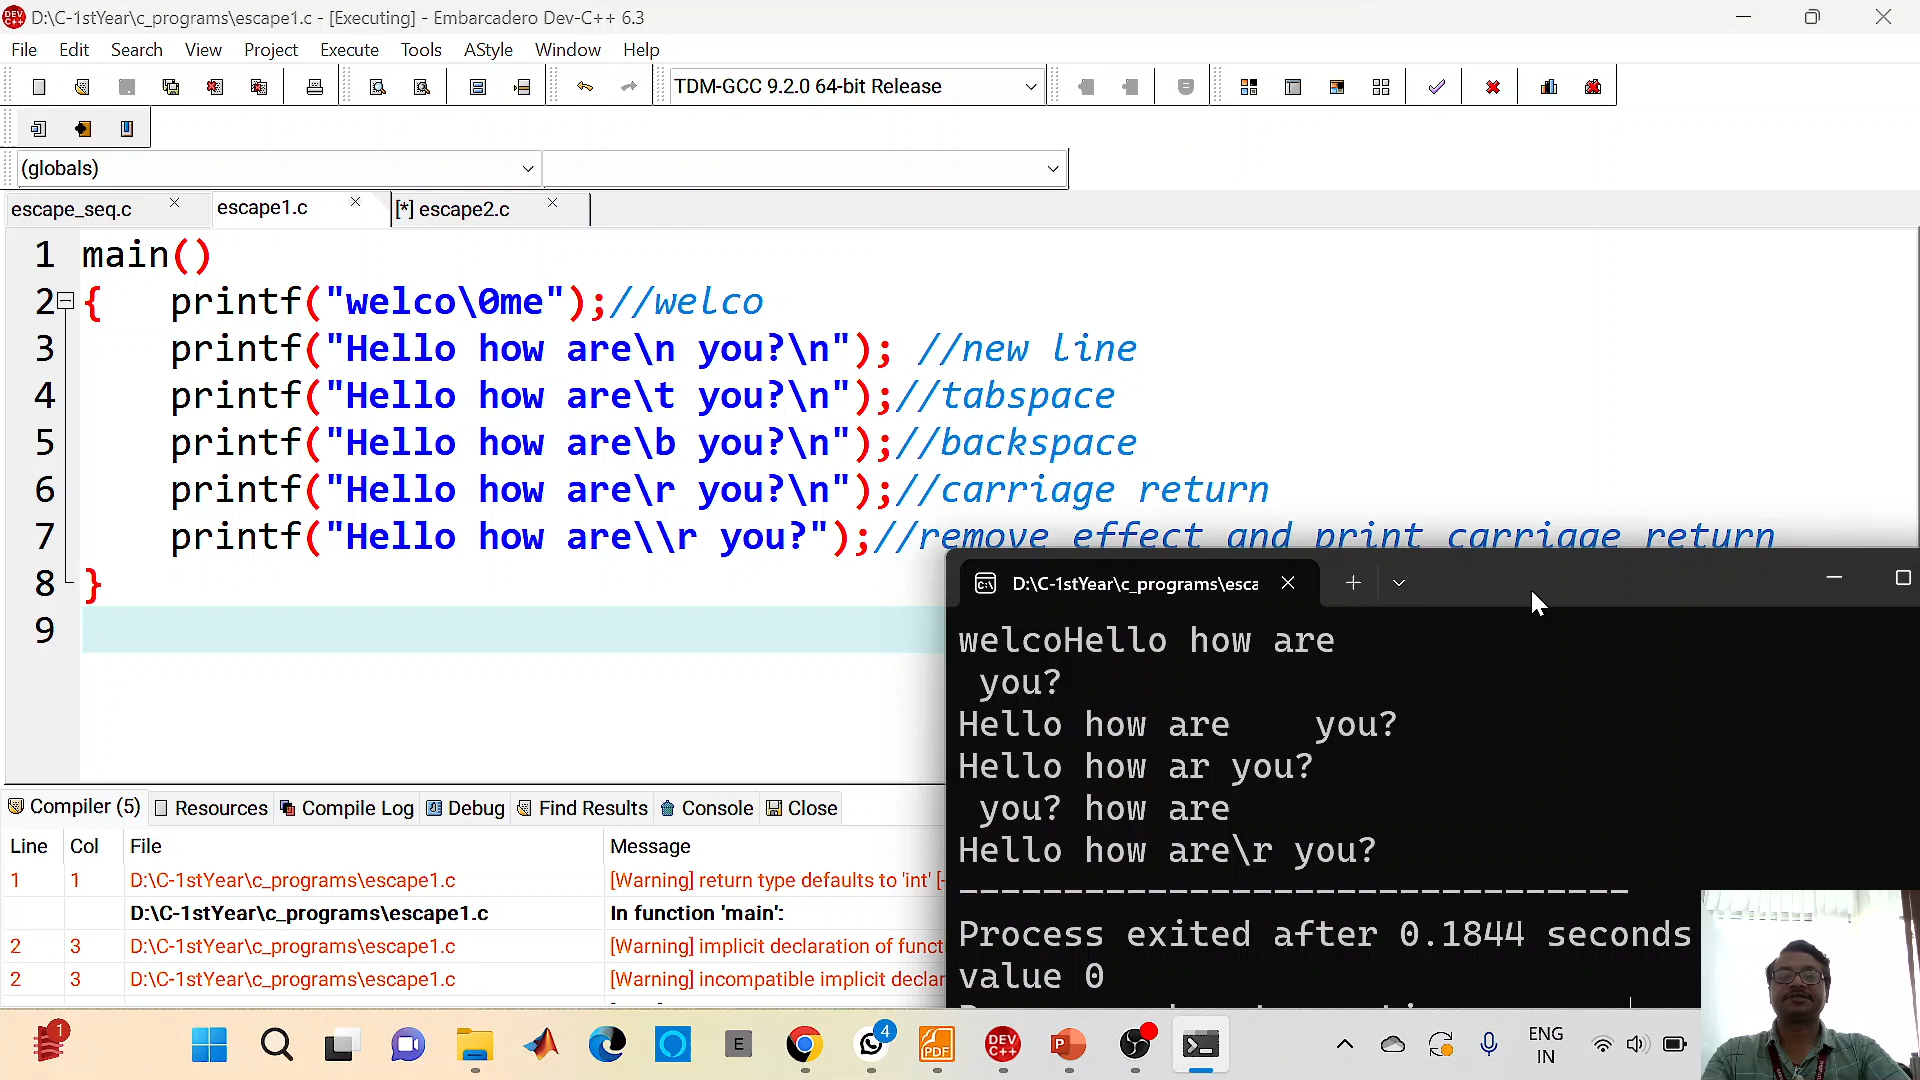 D:\C-1stYear\c_programs\escape1.c - [Executing] - Embarcadero Dev-C++ 6.3
File Edit Search View Project Execute Tools AStyle Window Help
TDM-GCC 9.2.0 64-bit Release
(globals)
escape_seq.c escape1.c [*] escape2.c
1 main()
2 { printf("welco\0me");//welco
3 printf("Hello how are\n you?\n"); //new line
4 printf("Hello how are\t you?\n");//tabspace
5 printf("Hello how are\b you?\n");//backspace
6 printf("Hello how are\r you?\n");//carriage return
7 printf("Hello how are\\r you?");//remove effect and print carriage return
8 }
9
D:\C-1stYear\c_programs\esca
welcoHello how are
you?
Hello how are you?
Hello how ar you?
you? how are
Hello how are\r you?
--------------------------------
Process exited after 0.1844 seconds
value 0
Compiler (5) Resources Compile Log Debug Find Results Console Close
Line Col File Message
1 1 D:\C-1stYear\c_programs\escape1.c [Warning] return type defaults to 'int' [-
D:\C-1stYear\c_programs\escape1.c In function 'main':
2 3 D:\C-1stYear\c_programs\escape1.c [Warning] implicit declaration of funct
2 3 D:\C-1stYear\c_programs\escape1.c [Warning] incompatible implicit declar
1 E 4 PDF DEV C++ P ENG
IN